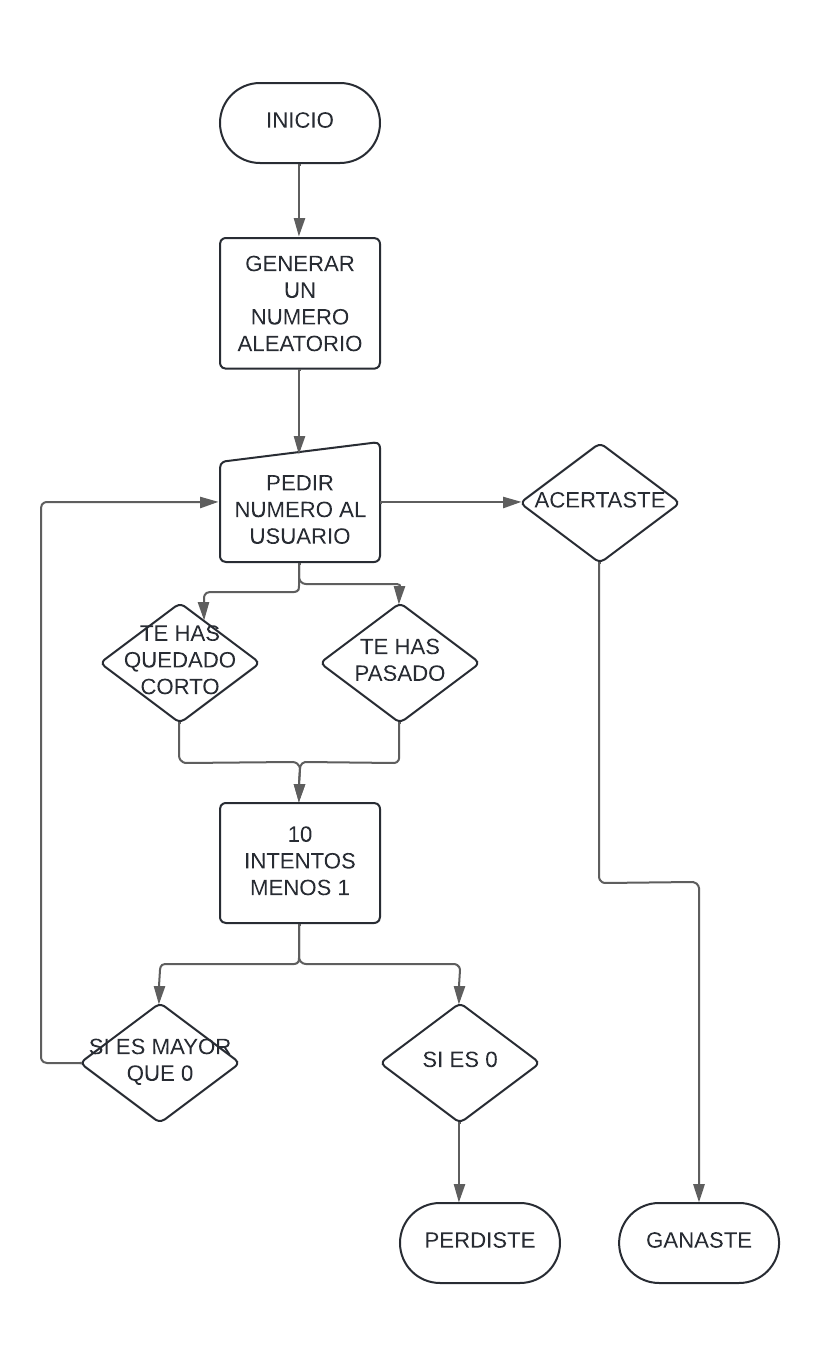 INICIO
GENERAR
UN
NUMERO
ALEATORIO
PEDIR
NUMERO AL
USUARIO
ACERTASTE
TE HAS
QUEDADO
CORTO
TE HAS
PASADO
10
INTENTOS
MENOS 1
SI ES MAYOR
QUE 0
SI ES 0
PERDISTE
GANASTE